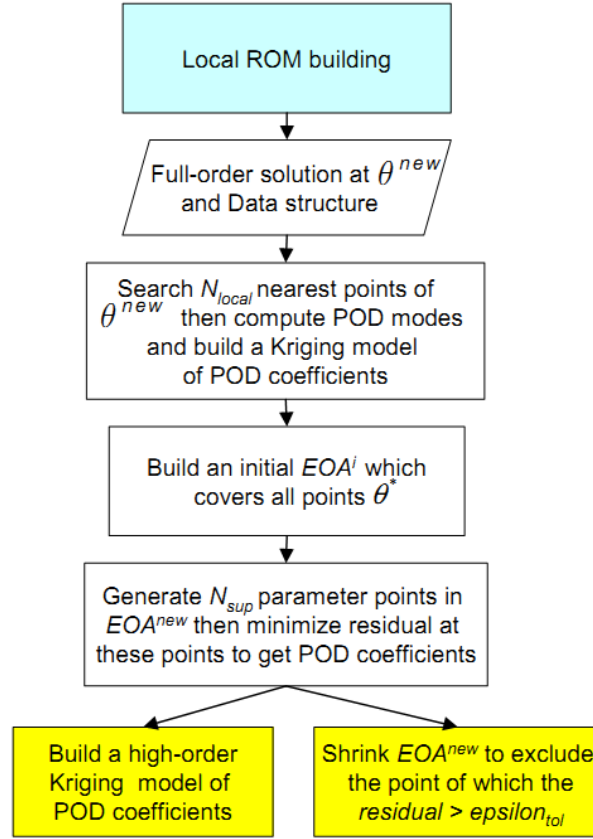 Local ROM building
Full-order solution at θ^new
and Data structure
Search N_local nearest points of
θ^new then compute POD modes
and build a Kriging model
of POD coefficients
Build an initial EOA^i which
covers all points θ^*
Generate N_sup parameter points in
EOA^new then minimize residual at
these points to get POD coefficients
Build a high-order
Kriging model of
POD coefficients
Shrink EOA^new to exclude
the point of which the
residual > epsilon_tol